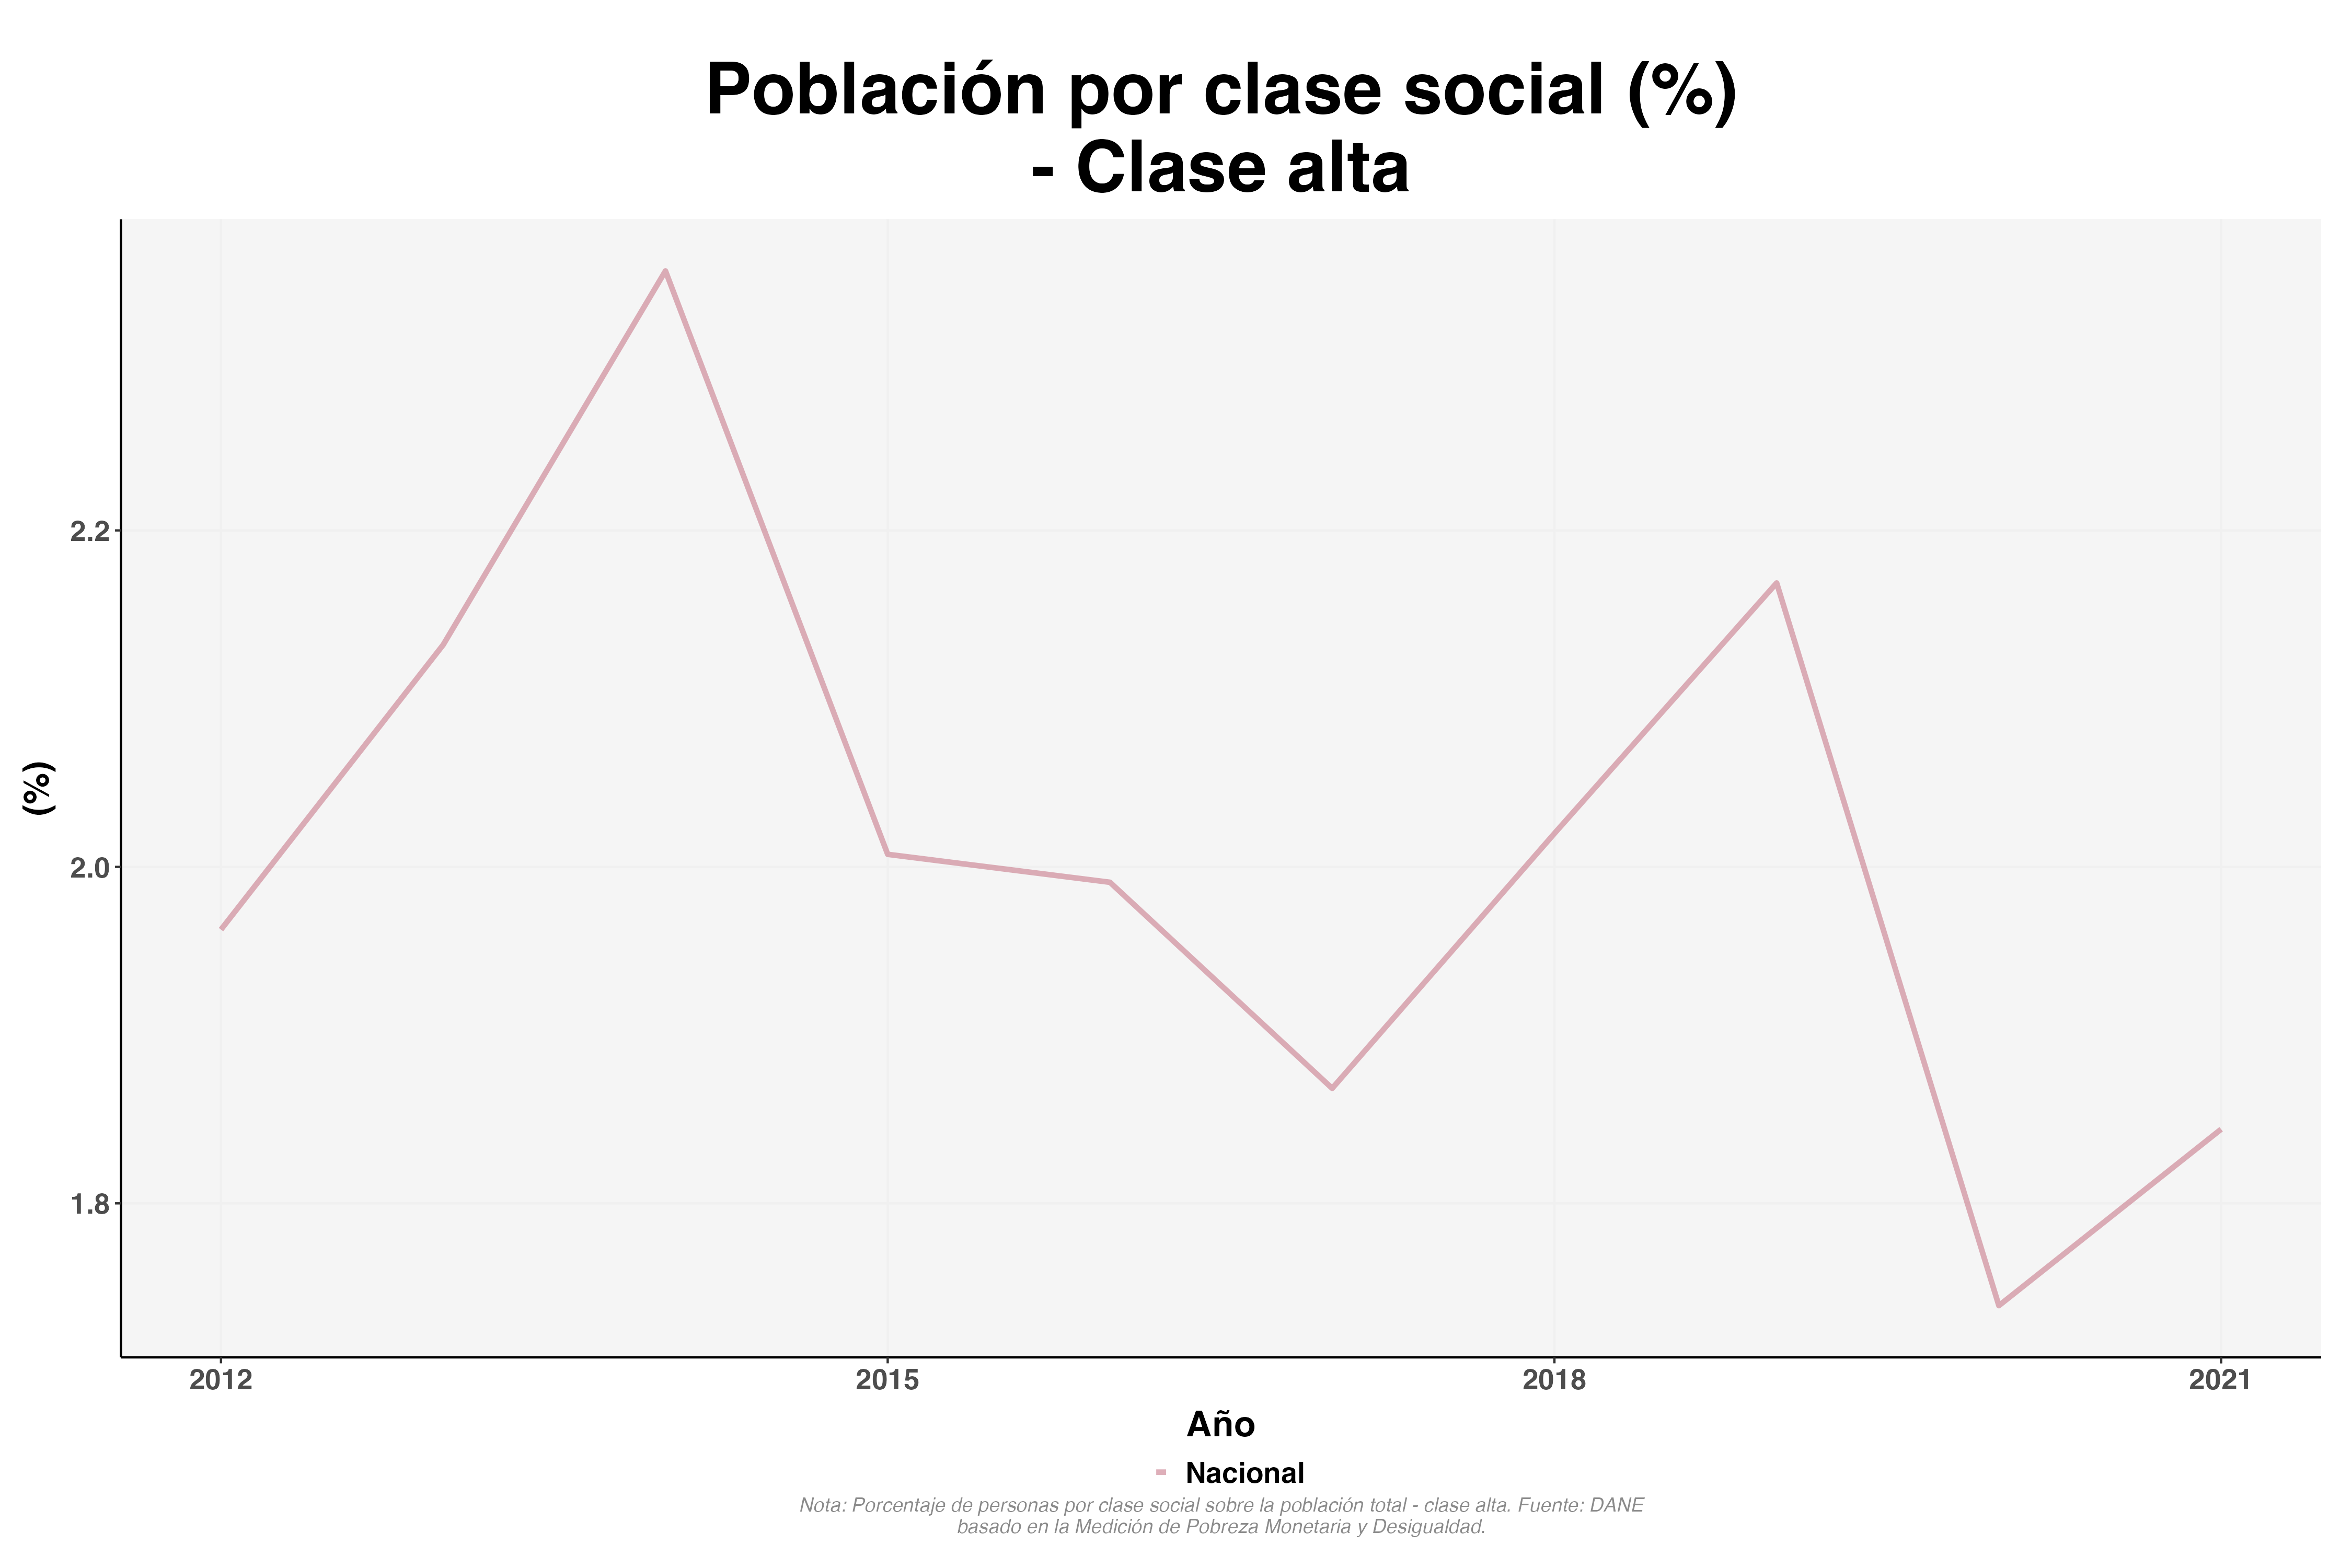 Población por clase social (%)
- Clase alta
(%)
2.2
2.0
1.8
2012
2015
2018
2021
Año
Nacional
Nota: Porcentaje de personas por clase social sobre la población total - clase alta. Fuente: DANE
basado en la Medición de Pobreza Monetaria y Desigualdad.